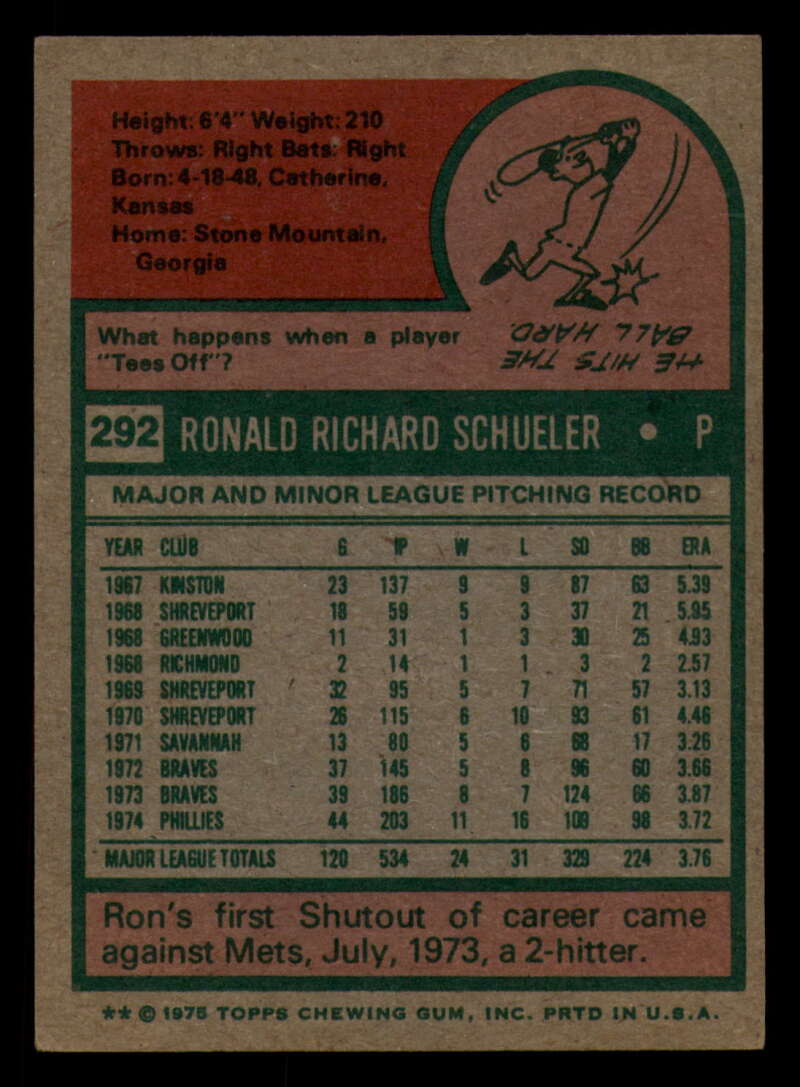 Height: 6'4" Weight: 210
Throws: Right Bats: Right
Born: 4-18-48, Catherine,
Kansas
Home: Stone Mountain,
Georgia
What happens when a player
"Tees Off"?
HE HITS THE
BALL HARD.
292 RONALD RICHARD SCHUELER • P
MAJOR AND MINOR LEAGUE PITCHING RECORD
YEAR CLUB G IP W L SO BB ERA
1967 KINSTON 23 137 9 9 87 63 5.39
1968 SHREVEPORT 18 59 5 3 37 21 5.95
1968 GREENWOOD 11 31 1 3 30 25 4.93
1968 RICHMOND 2 14 1 1 3 2 2.57
1969 SHREVEPORT 32 95 5 7 71 57 3.13
1970 SHREVEPORT 26 115 6 10 93 61 4.46
1971 SAVANNAH 13 80 5 6 68 17 3.26
1972 BRAVES 37 145 5 8 96 60 3.66
1973 BRAVES 39 186 8 7 124 66 3.87
1974 PHILLIES 44 203 11 16 109 98 3.72
MAJOR LEAGUE TOTALS 120 534 24 31 329 224 3.76
Ron's first Shutout of career came
against Mets, July, 1973, a 2-hitter.
** © 1975 TOPPS CHEWING GUM, INC. PRTD IN U.S.A.